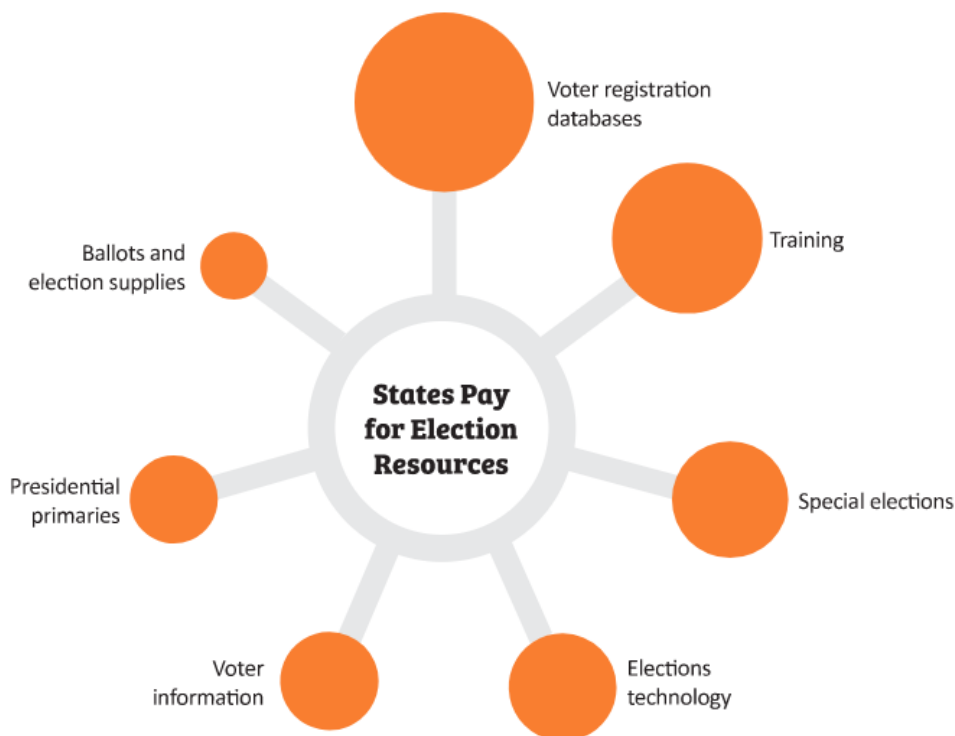 States Pay
for Election
Resources
Voter registration
databases
Training
Special elections
Elections
technology
Voter
information
Presidential
primaries
Ballots and
election supplies